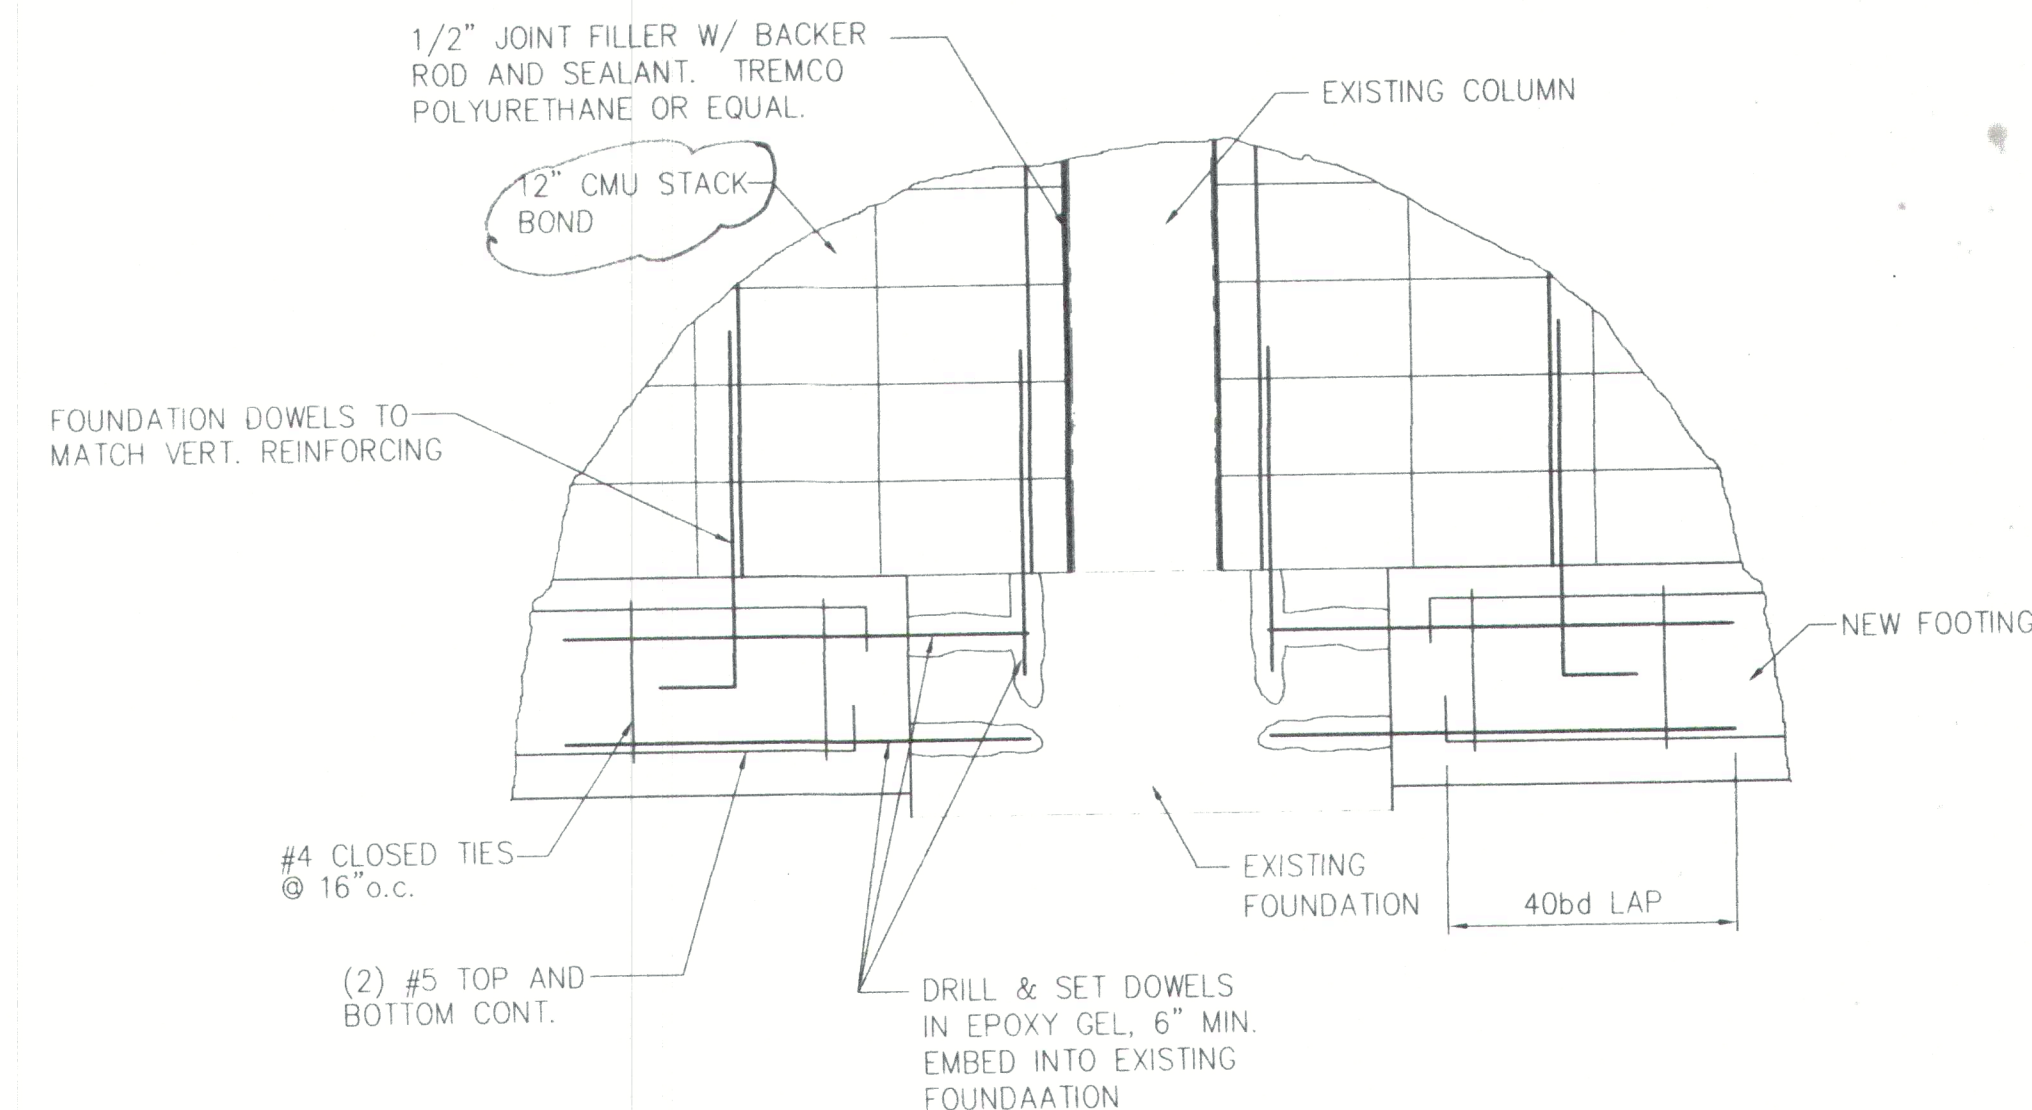 1/2" JOINT FILLER W/ BACKER
ROD AND SEALANT. TREMCO
POLYURETHANE OR EQUAL.
EXISTING COLUMN
12" CMU STACK
BOND
FOUNDATION DOWELS TO
MATCH VERT. REINFORCING
NEW FOOTING
#4 CLOSED TIES
@ 16"o.c.
EXISTING
FOUNDATION
40bd LAP
(2) #5 TOP AND
BOTTOM CONT.
DRILL & SET DOWELS
IN EPOXY GEL, 6" MIN.
EMBED INTO EXISTING
FOUNDAATION